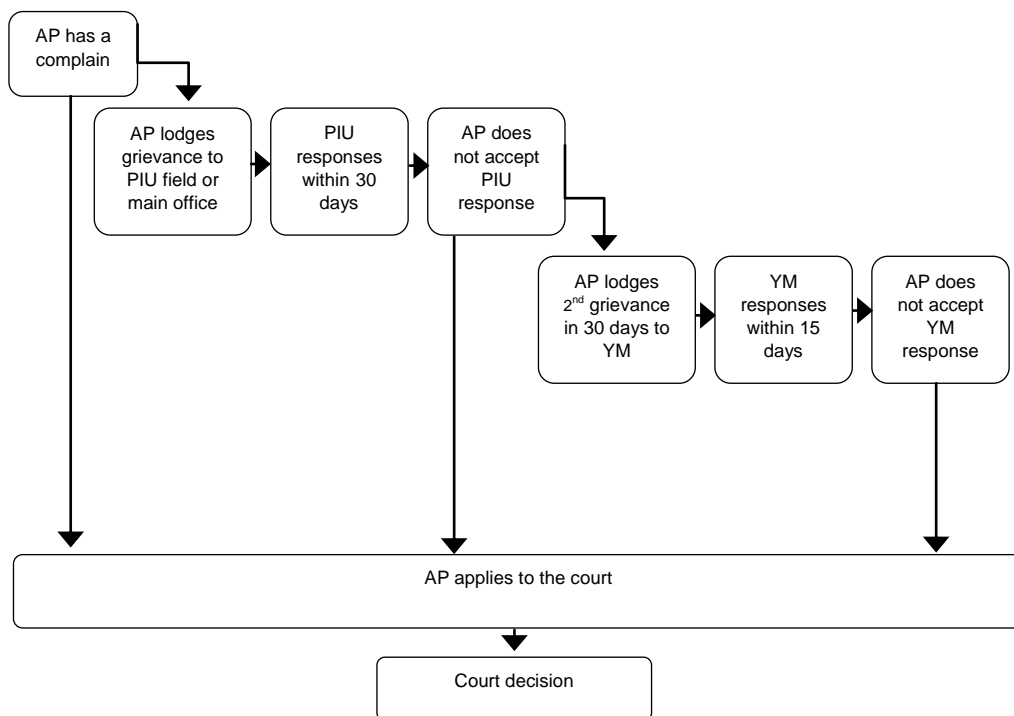 AP has a
complain
AP lodges
grievance to
PIU field or
main office
PIU
responses
within 30
days
AP does
not accept
PIU
response
AP lodges
2nd grievance
in 30 days to
YM
YM
responses
within 15
days
AP does
not accept
YM
response
AP applies to the court
Court decision